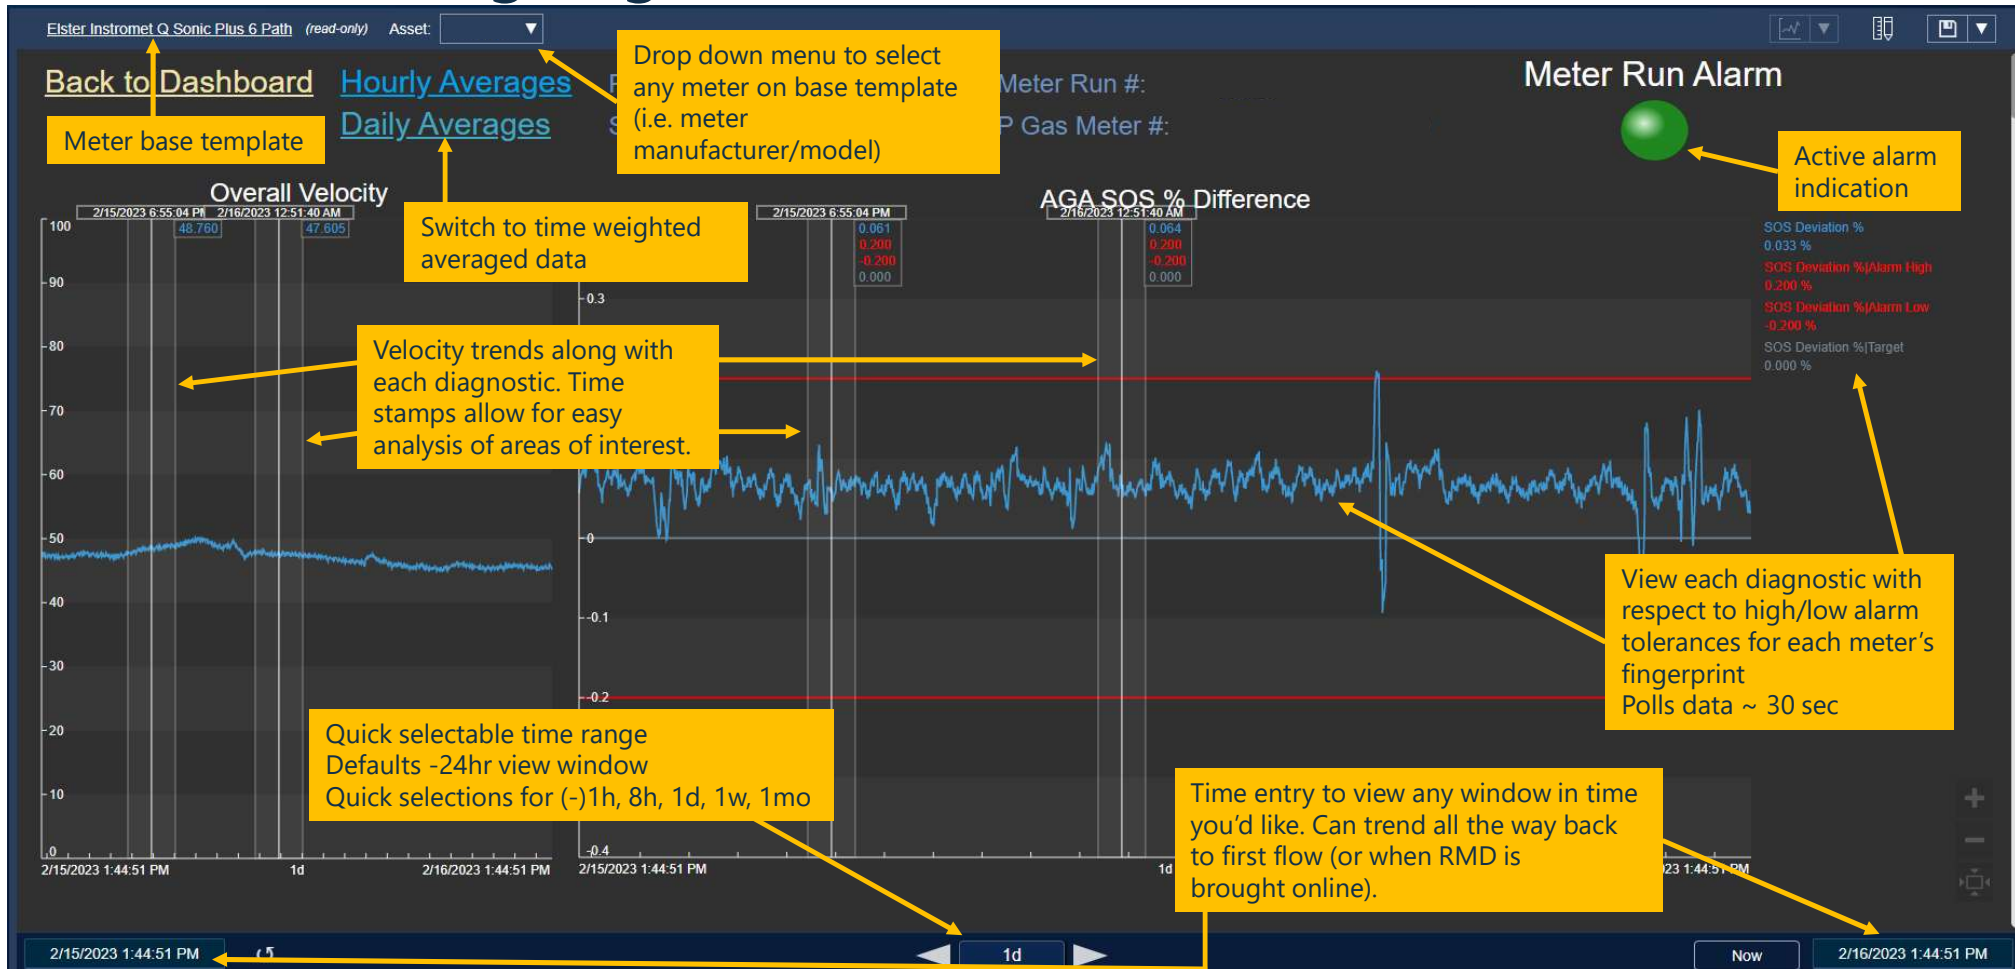 Elster Instromet Q Sonic Plus 6 Path (read-only) Asset:
Back to Dashboard
Hourly Averages
Daily Averages
Meter Run #:
P Gas Meter #:
Meter Run Alarm
Meter base template
Drop down menu to select
any meter on base template
(i.e. meter
manufacturer/model)
Active alarm
indication
Switch to time weighted
averaged data
Overall Velocity
2/15/2023 6:55:04 PM
2/16/2023 12:51:40 AM
48.760
47.605
100
90
80
70
60
50
40
30
20
10
0
2/15/2023 1:44:51 PM
1d
2/16/2023 1:44:51 PM
AGA SOS % Difference
2/15/2023 6:55:04 PM
2/16/2023 12:51:40 AM
0.061
0.200
-0.200
0.000
0.064
0.200
-0.200
0.000
0.3
0
-0.1
-0.2
-0.4
2/15/2023 1:44:51 PM
1d
23 1:44:51 PM
SOS Deviation %
0.033 %
SOS Deviation %|Alarm High
0.200 %
SOS Deviation %|Alarm Low
-0.200 %
SOS Deviation %|Target
0.000 %
Velocity trends along with
each diagnostic. Time
stamps allow for easy
analysis of areas of interest.
View each diagnostic with
respect to high/low alarm
tolerances for each meter's
fingerprint
Polls data ~ 30 sec
Quick selectable time range
Defaults -24hr view window
Quick selections for (-)1h, 8h, 1d, 1w, 1mo
Time entry to view any window in time
you'd like. Can trend all the way back
to first flow (or when RMD is
brought online).
2/15/2023 1:44:51 PM
1d
Now
2/16/2023 1:44:51 PM